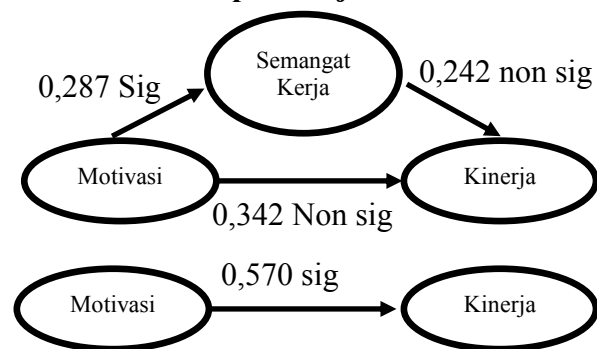 Semangat
Kerja
0,287 Sig
0,242 non sig
Motivasi
Kinerja
0,342 Non sig
0,570 sig
Motivasi
Kinerja